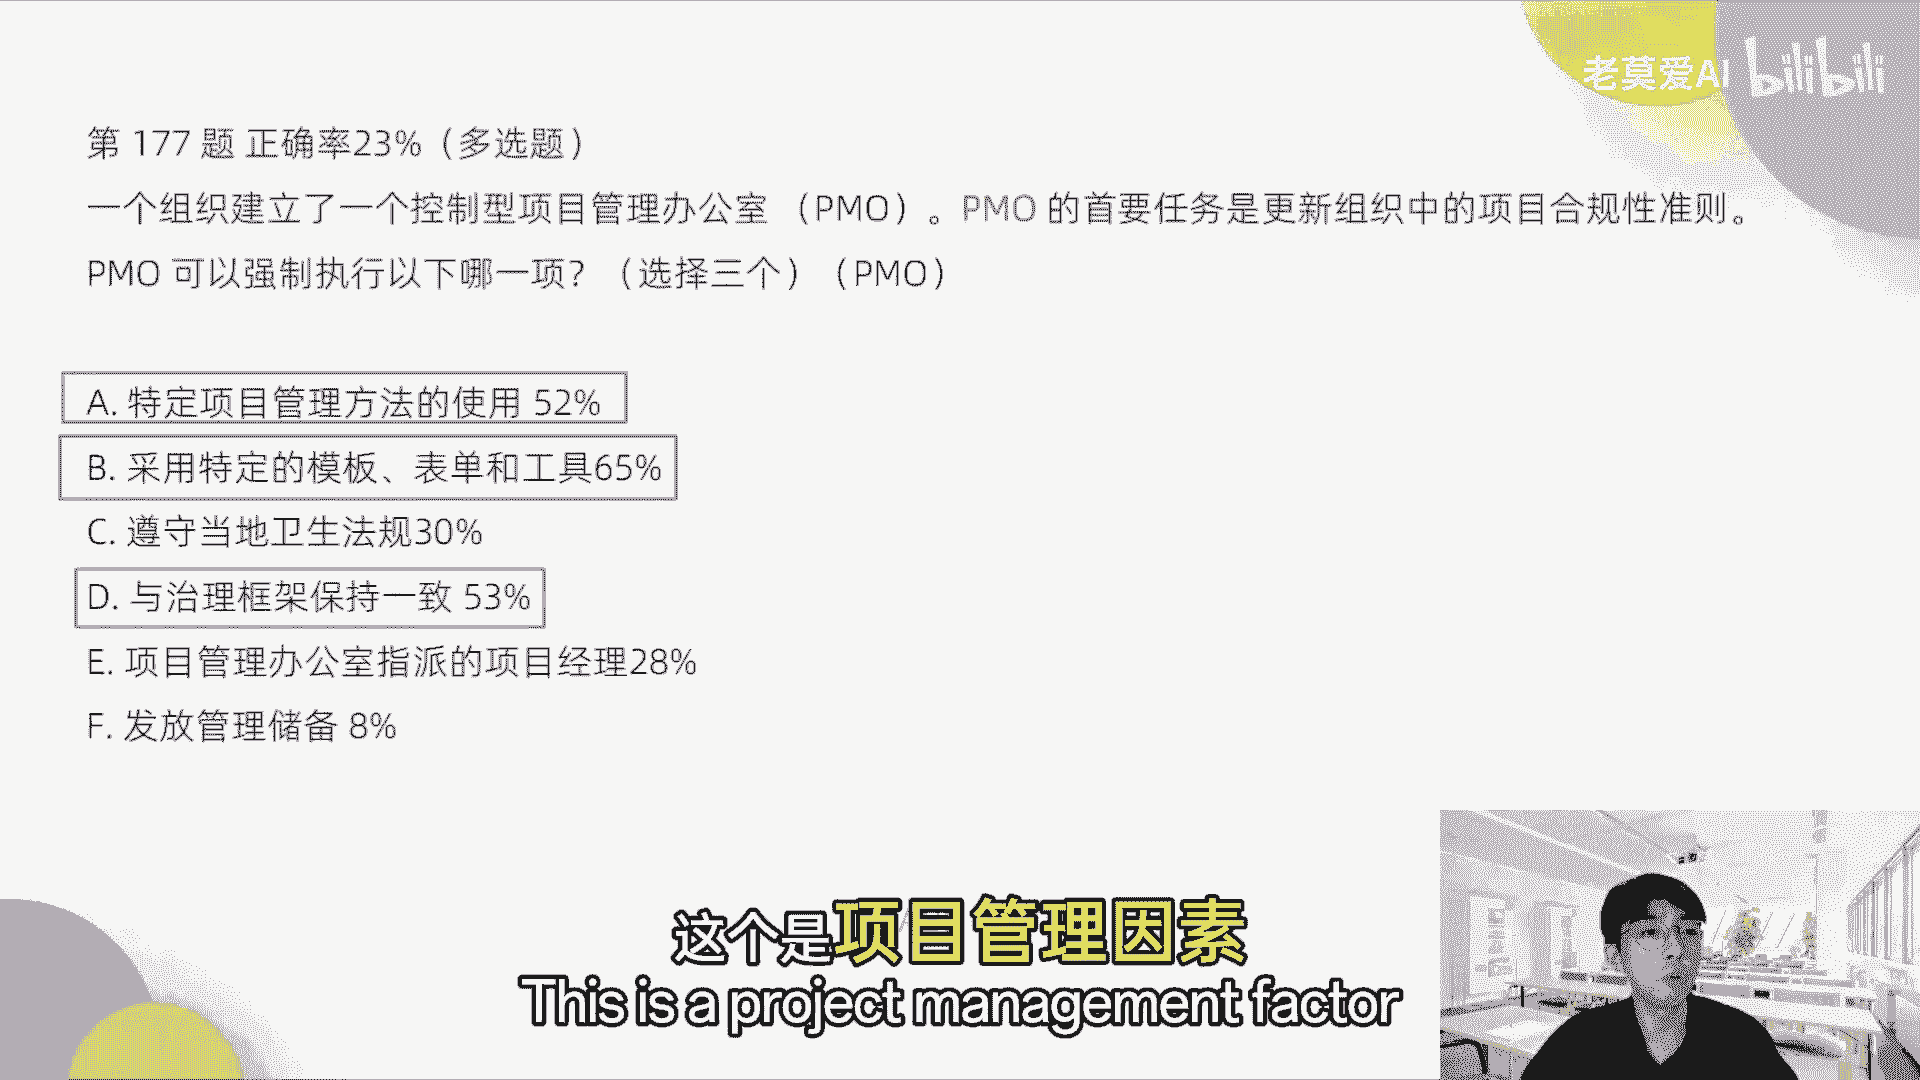 老莫爱AI bilibili
第 177 题 正确率23%（多选题）
一个组织建立了一个控制型项目管理办公室 （PMO）。PMO 的首要任务是更新组织中的项目合规性准则。
PMO 可以强制执行以下哪一项？（选择三个）（PMO）
A. 特定项目管理方法的使用 52%
B. 采用特定的模板、表单和工具65%
C. 遵守当地卫生法规30%
D. 与治理框架保持一致 53%
E. 项目管理办公室指派的项目经理28%
F. 发放管理储备 8%
这个是项目管理因素
This is a project management factor